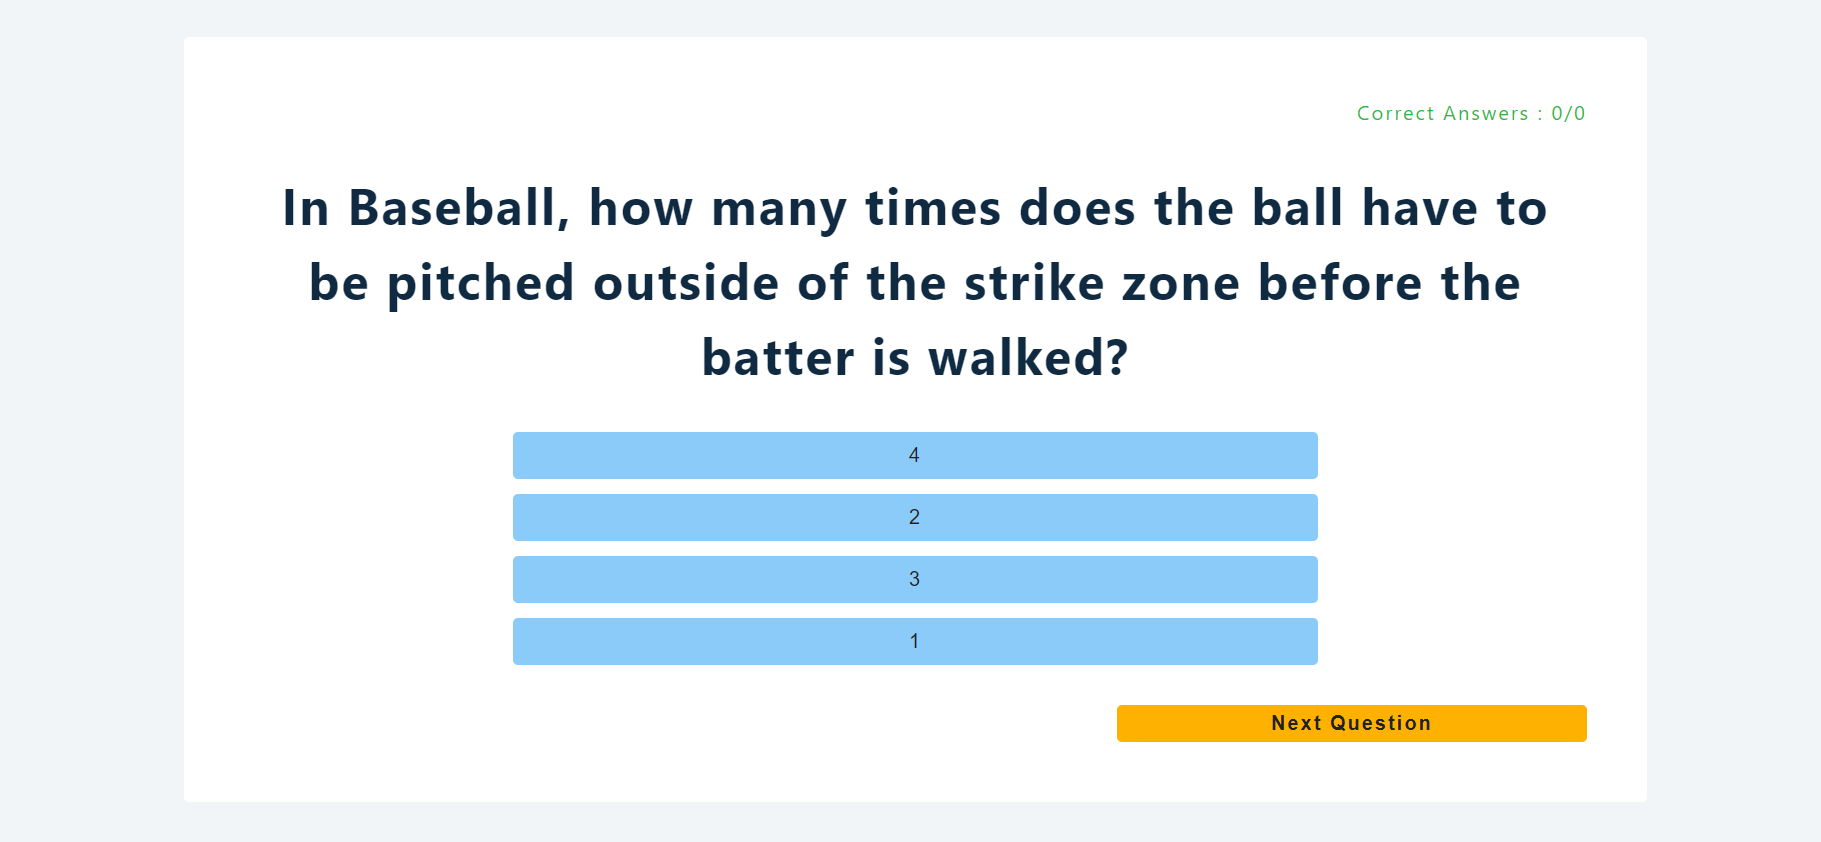 Correct Answers : 0/0
In Baseball, how many times does the ball have to
be pitched outside of the strike zone before the
batter is walked?
4
2
3
1
Next Question